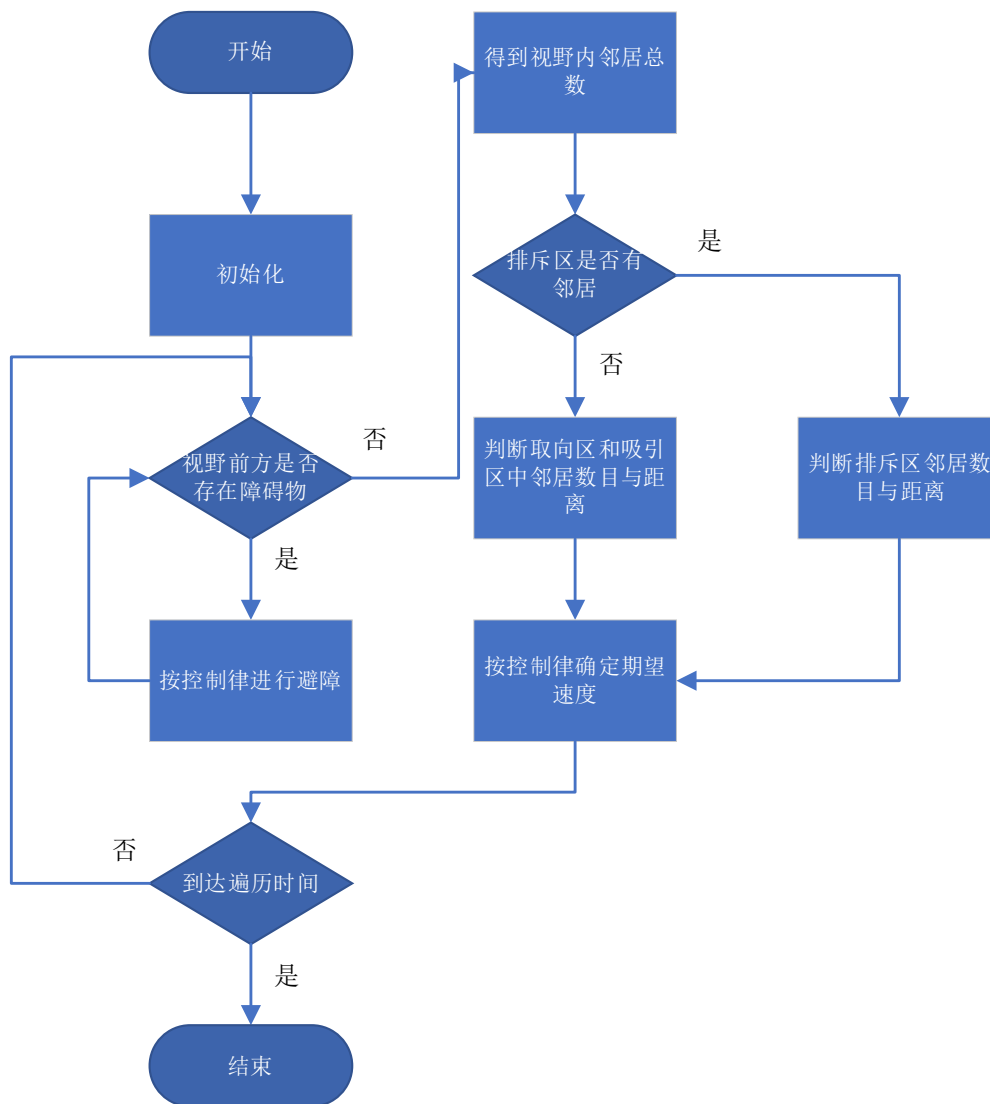 开始
初始化
视野前方是否
存在障碍物
否
是
按控制律进行避障
得到视野内邻居总
数
排斥区是否有
邻居
是
否
判断取向区和吸引
区中邻居数目与距
离
判断排斥区邻居数
目与距离
按控制律确定期望
速度
到达遍历时间
否
是
结束